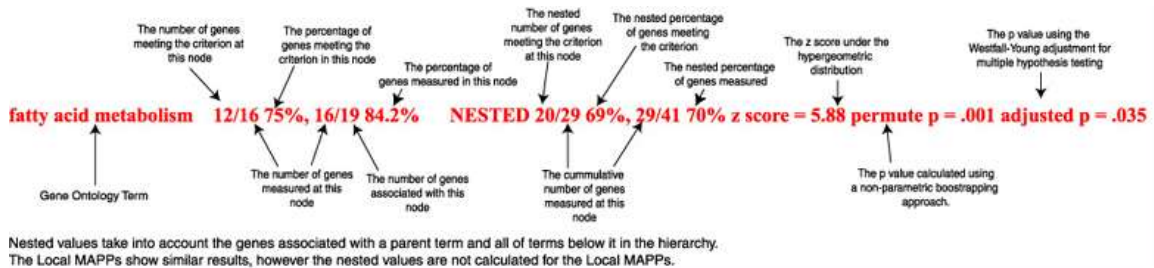 The number of genes
meeting the criterion at
this node
The percentage of
genes meeting the
criterion in this node
The percentage of
genes measured in this node
The nested
number of genes
meeting the criterion
at this node
The nested percentage
of genes meeting
the criterion
The nested percentage
of genes measured
The z score under the
hypergeometric
distribution
The p value using the
Westfall-Young adjustment for
multiple hypothesis testing
fatty acid metabolism 12/16 75%, 16/19 84.2% NESTED 20/29 69%, 29/41 70% z score = 5.88 permute p = .001 adjusted p = .035
Gene Ontology Term
The number of genes
measured at this
node
The number of genes
associated with this
node
The cummulative
number of genes
measured at this
node
The p value calculated using
a non-parametric boostrapping
approach.
Nested values take into account the genes associated with a parent term and all of terms below it in the hierarchy.
The Local MAPPs show similar results, however the nested values are not calculated for the Local MAPPs.